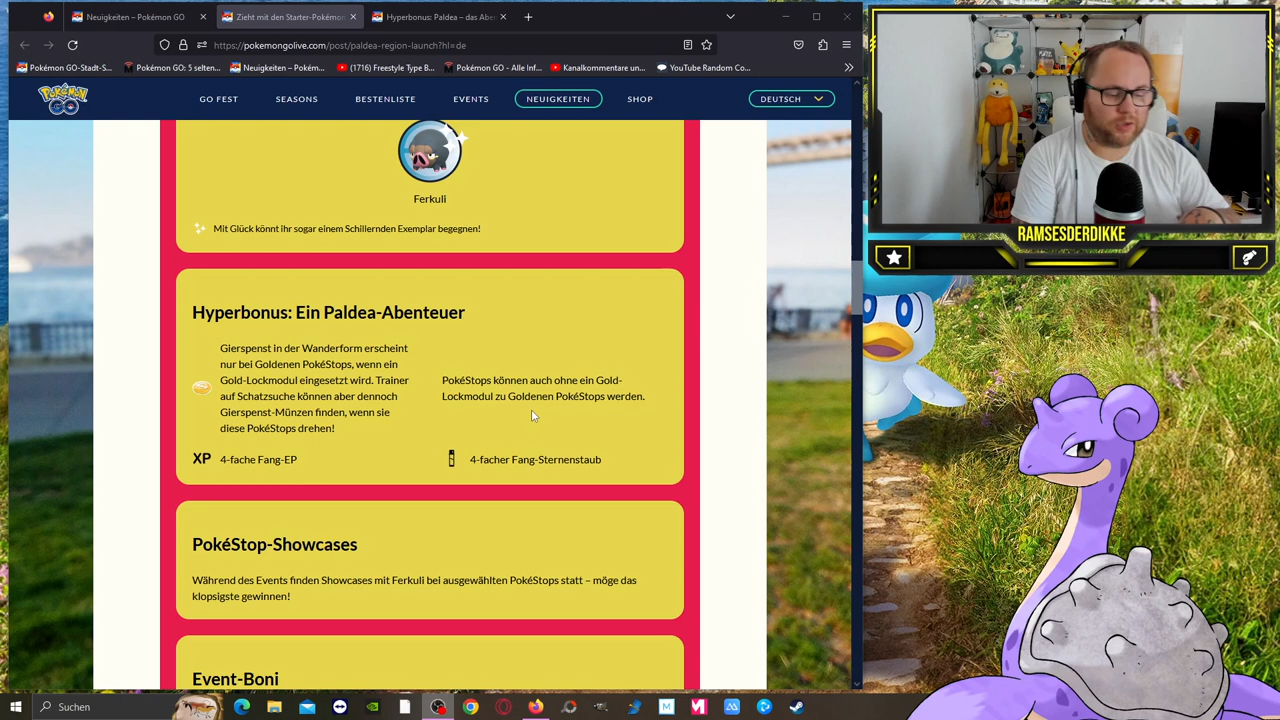 Neuigkeiten – Pokémon GO
Zieht mit den Starter-Pokémon
Hyperbonus: Paldea – das Aben
https://pokemongolive.com/post/paldea-region-launch?hl=de
Pokémon GO-Stadt-S...
Pokémon GO: 5 selten...
Neuigkeiten – Pokém...
Free Freestyle Type B...
Pokémon GO - Alle Inf...
Kanalkommentare un...
YouTube Random Co...
POKÉMON GO
GO FEST
SEASONS
BESTENLISTE
EVENTS
NEUIGKEITEN
SHOP
DEUTSCH
Ferkuli
Mit Glück könnt ihr sogar einem Schillernden Exemplar begegnen!
Hyperbonus: Ein Paldea-Abenteuer
Gierspenst in der Wanderform erscheint
nur bei Goldenen PokéStops, wenn ein
Gold-Lockmodul eingesetzt wird. Trainer
auf Schatzsuche können aber dennoch
Gierspenst-Münzen finden, wenn sie
diese PokéStops drehen!
PokéStops können auch ohne ein Gold-
Lockmodul zu Goldenen PokéStops werden.
XP 4-fache Fang-EP
4-facher Fang-Sternenstaub
PokéStop-Showcases
Während des Events finden Showcases mit Ferkuli bei ausgewählten PokéStops statt – möge das
klopsigste gewinnen!
Event-Boni
RAMSESDERDIKKE
Suchen